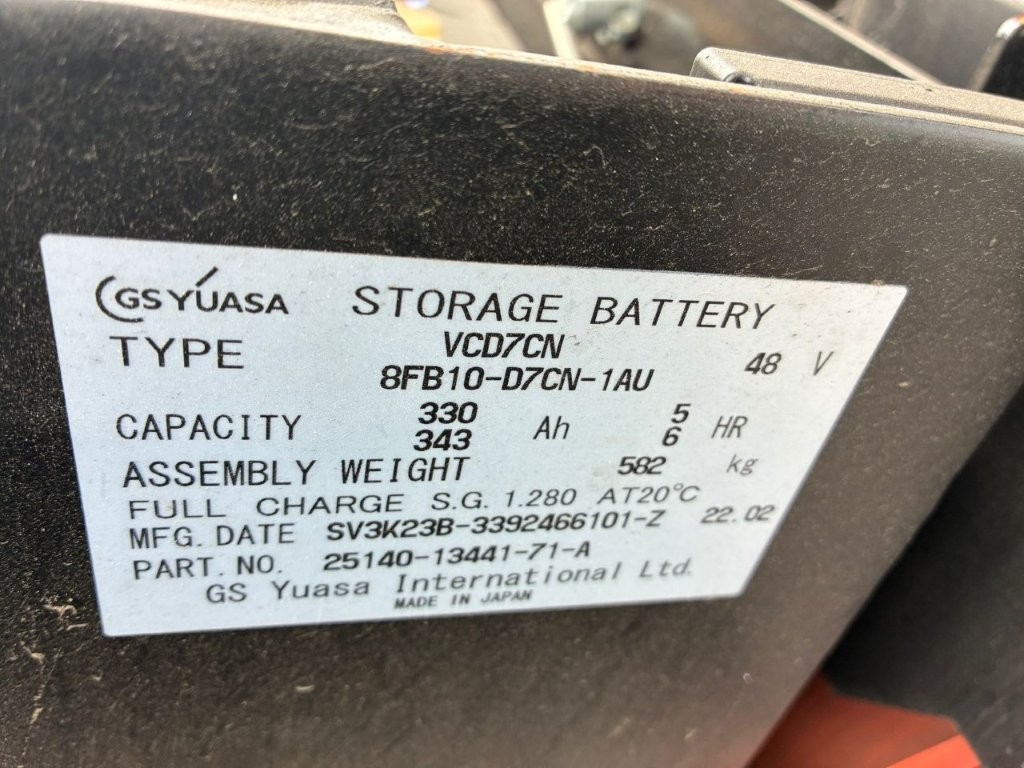 GS YUASA STORAGE BATTERY
TYPE VCD7CN 48 V
8FB10-D7CN-1AU
CAPACITY 330 Ah 5 HR
343 6
ASSEMBLY WEIGHT 582 kg
FULL CHARGE S.G. 1.280 AT20℃
MFG. DATE SV3K23B-3392466101-Z 22.02
PART. NO. 25140-13441-71-A
GS Yuasa International Ltd.
MADE IN JAPAN